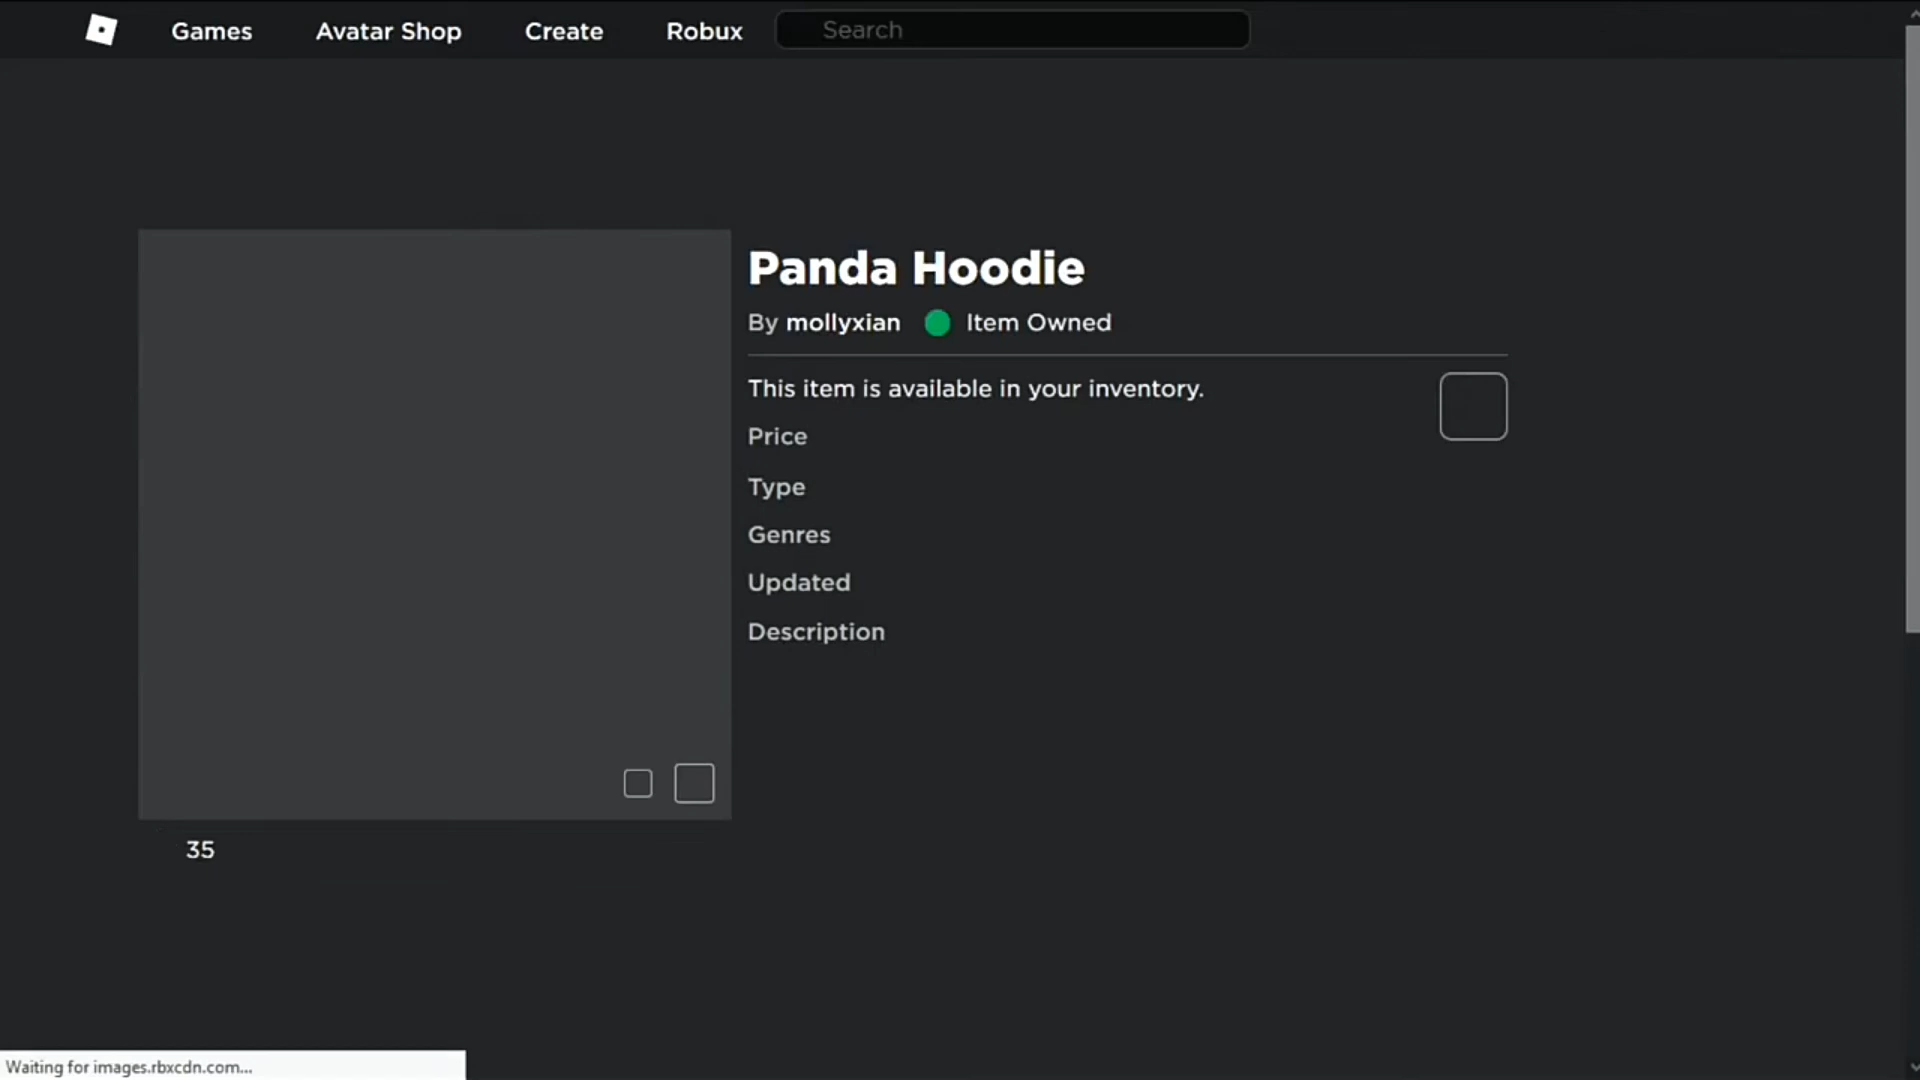 Games Avatar Shop Create Robux Search
Panda Hoodie
By mollyxian Item Owned
This item is available in your inventory.
Price
Type
Genres
Updated
Description
35
Waiting for images.rbxcdn.com...